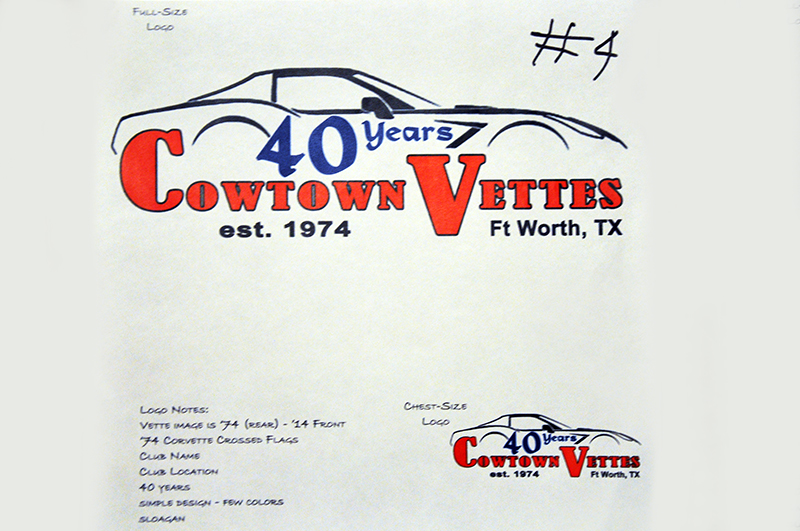 Full-Size
Logo
#4
40 Years
Cowtown Vettes
est. 1974 Ft Worth, TX
Logo Notes:
Vette image is '74 (rear) - '14 Front
'74 Corvette Crossed Flags
Club Name
Club Location
40 years
simple design - few colors
sloagan
Chest-Size
Logo
40 Years
Cowtown Vettes
est. 1974 Ft Worth, TX